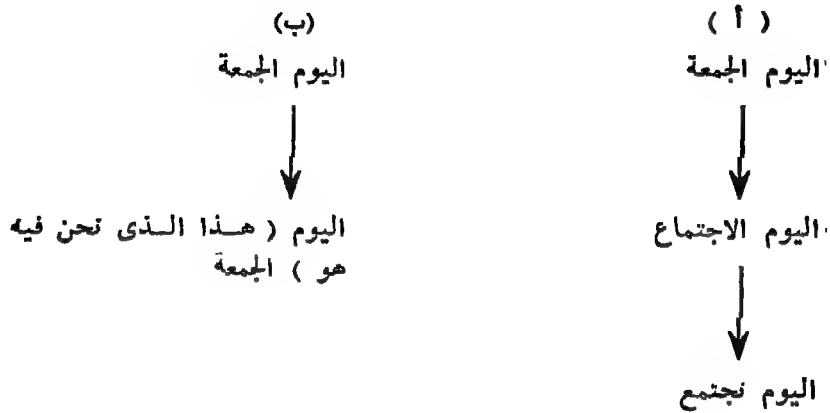 ( أ )
اليوم الجمعة
اليوم الاجتماع
اليوم نجتمع
(ب)
اليوم الجمعة
اليوم ( هـذا الـذى نحن فيه
هو ) الجمعة